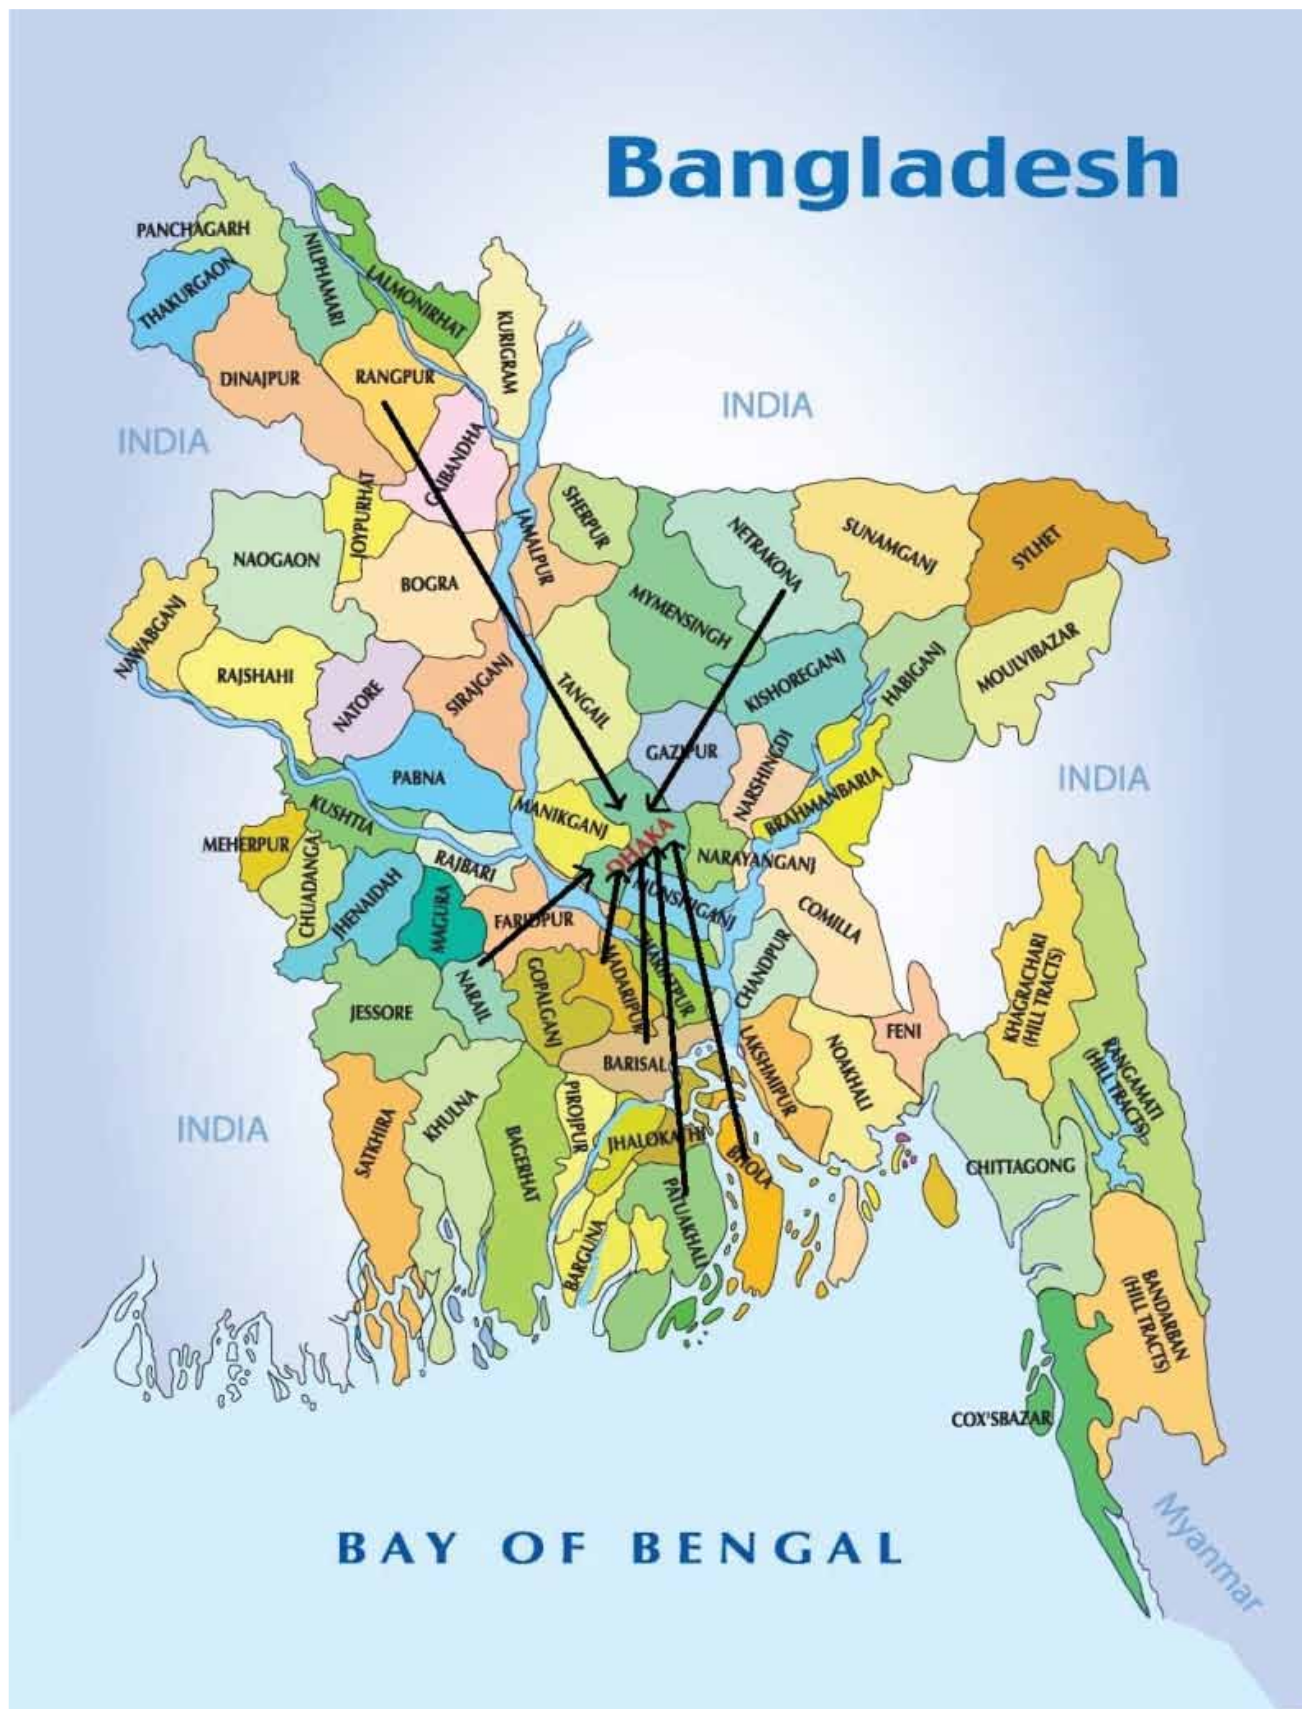 Bangladesh
PANCHAGARH
THAKURGAON
NILPHAMARI
LALMONIRHAT
KURIGRAM
DINAJPUR
RANGPUR
INDIA
INDIA
GAIBANDHA
JOYPURHAT
NAOGAON
BOGRA
JAMALPUR
SHERPUR
NETRAKONA
SUNAMGANJ
SYLHET
NAWABGANJ
RAJSHAHI
NATORE
SIRAJGANJ
TANGAIL
MYMENSINGH
KISHOREGANJ
HABIGANJ
MOULVIBAZAR
PABNA
GAZIPUR
NARSHINGDI
BRAHMANBARIA
INDIA
KUSHTIA
MANIKGANJ
MEHERPUR
CHUADANGA
RAJBARI
DHAKA
NARAYANGANJ
JHENAIDAH
MAGURA
FARIDPUR
MUNSHIGANJ
COMILLA
JESSORE
NARAIL
GOPALGANJ
MADARIPUR
CHANDPUR
KHAGRACHARI
(HILL TRACTS)
RANGAMATI
(HILL TRACTS)
BARISAL
LAKSHMIPUR
NOAKHALI
FENI
INDIA
SATKHIRA
KHULNA
BAGERHAT
PIROJPUR
JHALOKATHI
BHOLA
PATUAKHALI
BARGUNA
CHITTAGONG
BANDARBAN
(HILL TRACTS)
COX'SBAZAR
Myanmar
BAY OF BENGAL